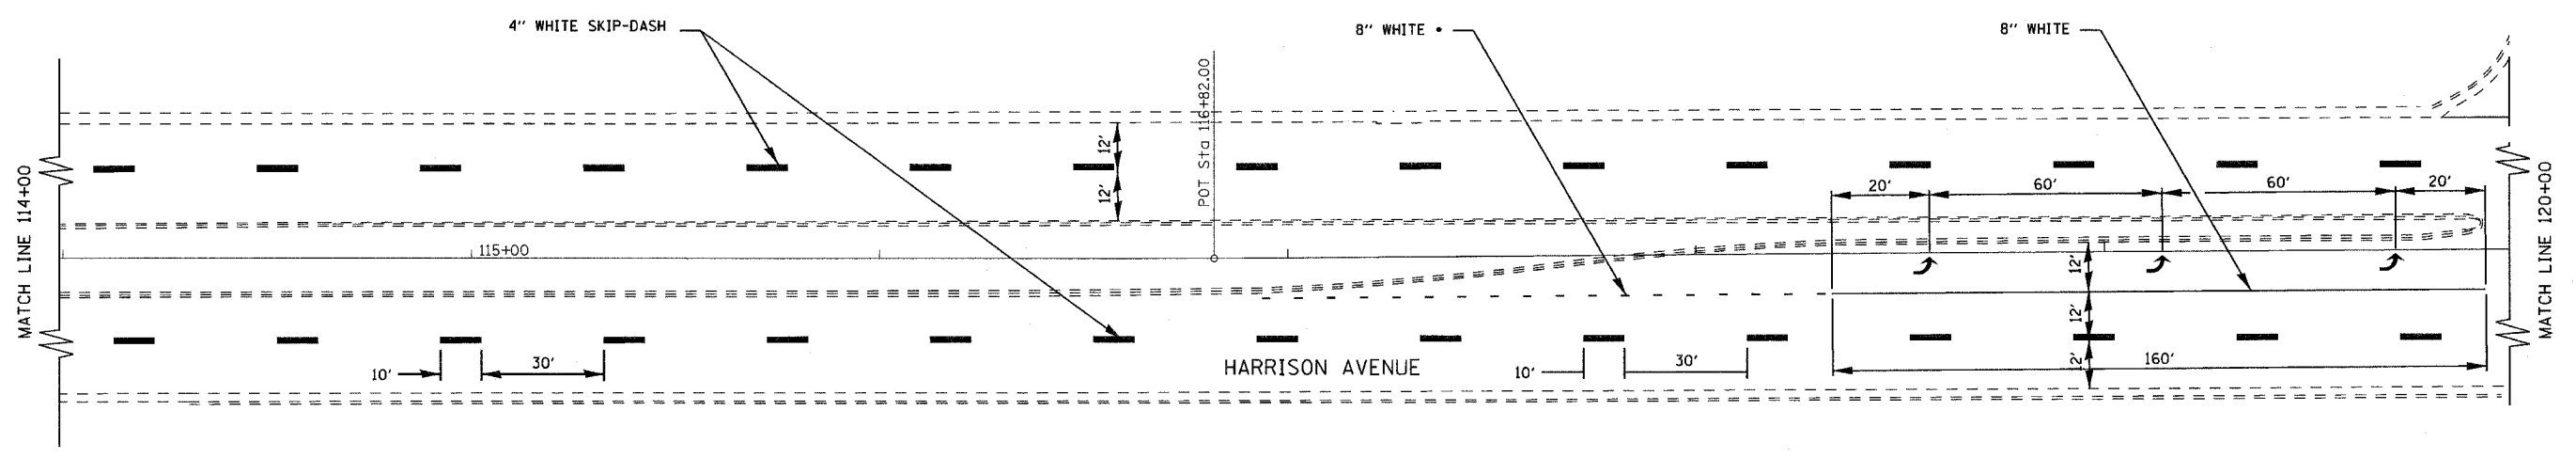 4" WHITE SKIP-DASH
8" WHITE •
8" WHITE
MATCH LINE 114+00
POT Sta 116+82.00
MATCH LINE 120+00
12'
12'
20'
60'
60'
20'
115+00
12'
12'
12'
160'
10'
30'
HARRISON AVENUE
10'
30'